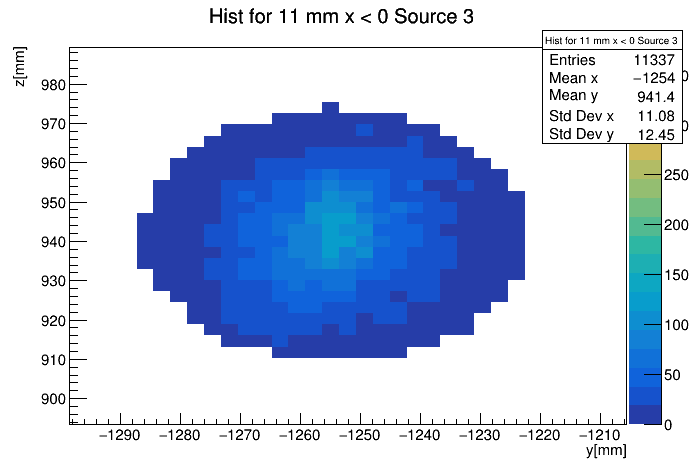 Hist for 11 mm x < 0 Source 3
z[mm]
Hist for 11 mm x < 0 Source 3
Entries 11337
Mean x −1254
Mean y 941.4
Std Dev x 11.08
Std Dev y 12.45
980
970
960
950
940
930
920
910
900
250
200
150
100
50
0
−1290 −1280 −1270 −1260 −1250 −1240 −1230 −1220 −1210
y[mm]